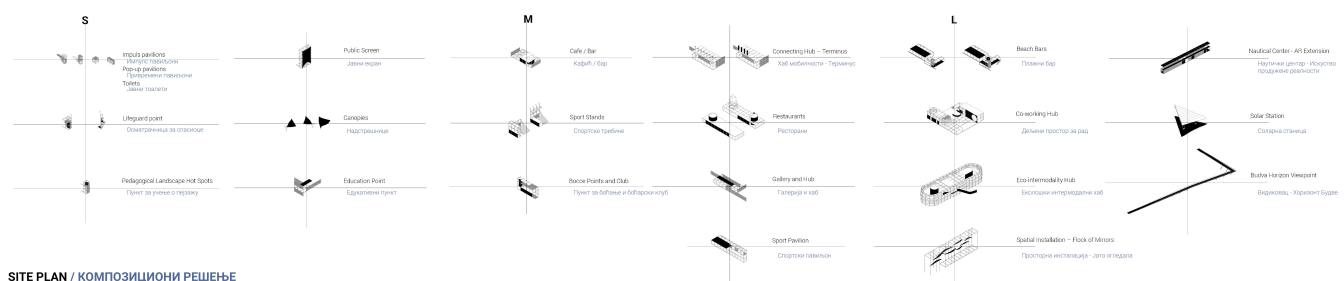 S
Impuls pavilions
Импулс павиљони
Pop-up pavilions
Привремени павиљони
Toilets
Јавни тоалети
Lifeguard point
Осматрачница за спасиоце
Pedagogical Landscape Hot Spots
Пункт за учење о пејзажу
Public Screen
Јавни екран
Canopies
Надстрешнице
Education Point
Едукативни пункт
M
Cafe / Bar
Кафић / бар
Sport Stands
Спортске трибине
Bocce Points and Club
Пункт за боћање и боћарски клуб
Connecting Hub – Terminus
Хаб мобилности - Терминус
Restaurants
Ресторани
Gallery and Hub
Галерија и хаб
Sport Pavilion
Спортски павиљон
L
Beach Bars
Плажни бар
Co-working Hub
Дељени простор за рад
Eco-intermodality Hub
Еколошки интермодални хаб
Spatial Installation – Flock of Mirrors
Просторна инсталација - Јато огледала
Nautical Center - AR Extension
Наутички центар - Искуство
продужене реалности
Solar Station
Соларна станица
Budva Horizon Viewpoint
Видиковац - Хоризонт Будве
SITE PLAN / КОМПОЗИЦИОНИ РЕШЕЊЕ